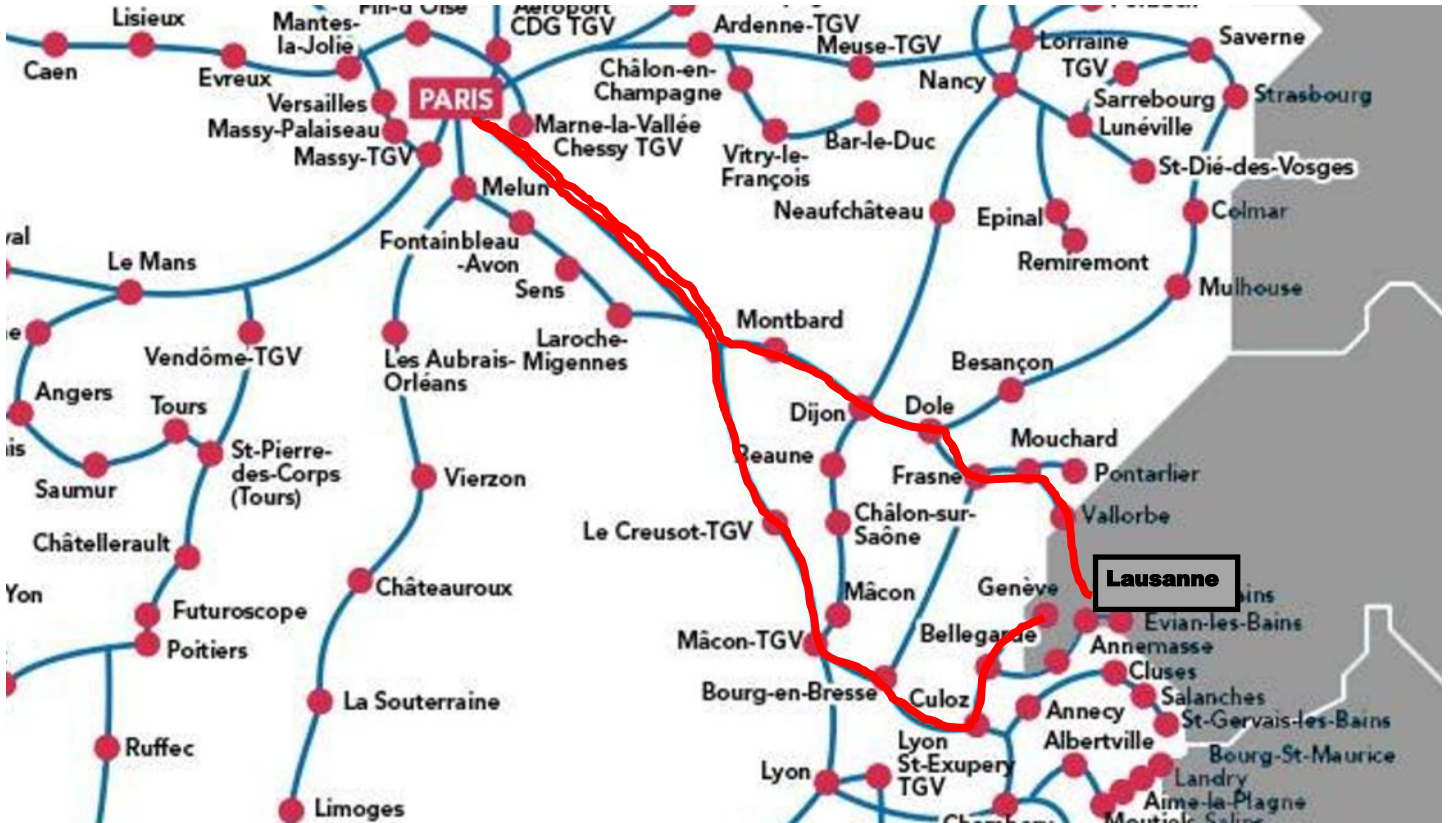 Lisieux
Mantes-
la-Jolie
Aéroport
CDG TGV
Ardenne-TGV
Meuse-TGV
Lorraine
TGV
Saverne
Caen
Evreux
Versailles
Massy-Palaiseau
Massy-TGV
PARIS
Marne-la-Vallée
Chessy TGV
Châlon-en-
Champagne
Vitry-le-
François
Bar-le-Duc
Nancy
Sarrebourg
Lunéville
Strasbourg
St-Dié-des-Vosges
Melun
Fontainbleau
-Avon
Sens
Laroche-
Migennes
Neaufchâteau
Epinal
Remiremont
Colmar
Mulhouse
Le Mans
Vendôme-TGV
Les Aubrais-
Orléans
Montbard
Besançon
Angers
Tours
Saumur
St-Pierre-
des-Corps
(Tours)
Vierzon
Dijon
Dole
Beaune
Frasne
Mouchard
Pontarlier
Vallorbe
Le Creusot-TGV
Châlon-sur-
Saône
Châtellerault
Châteauroux
Yon
Futuroscope
Poitiers
Mâcon
Mâcon-TGV
Genève
Lausanne
Evian-les-Bains
Bellegarde
Annemasse
Cluses
Bourg-en-Bresse
Culoz
Annecy
Salanches
St-Gervais-les-Bains
La Souterraine
Ruffec
Limoges
Lyon
Lyon
St-Exupery
TGV
Albertville
Bourg-St-Maurice
Landry
Aime-la-Plagne